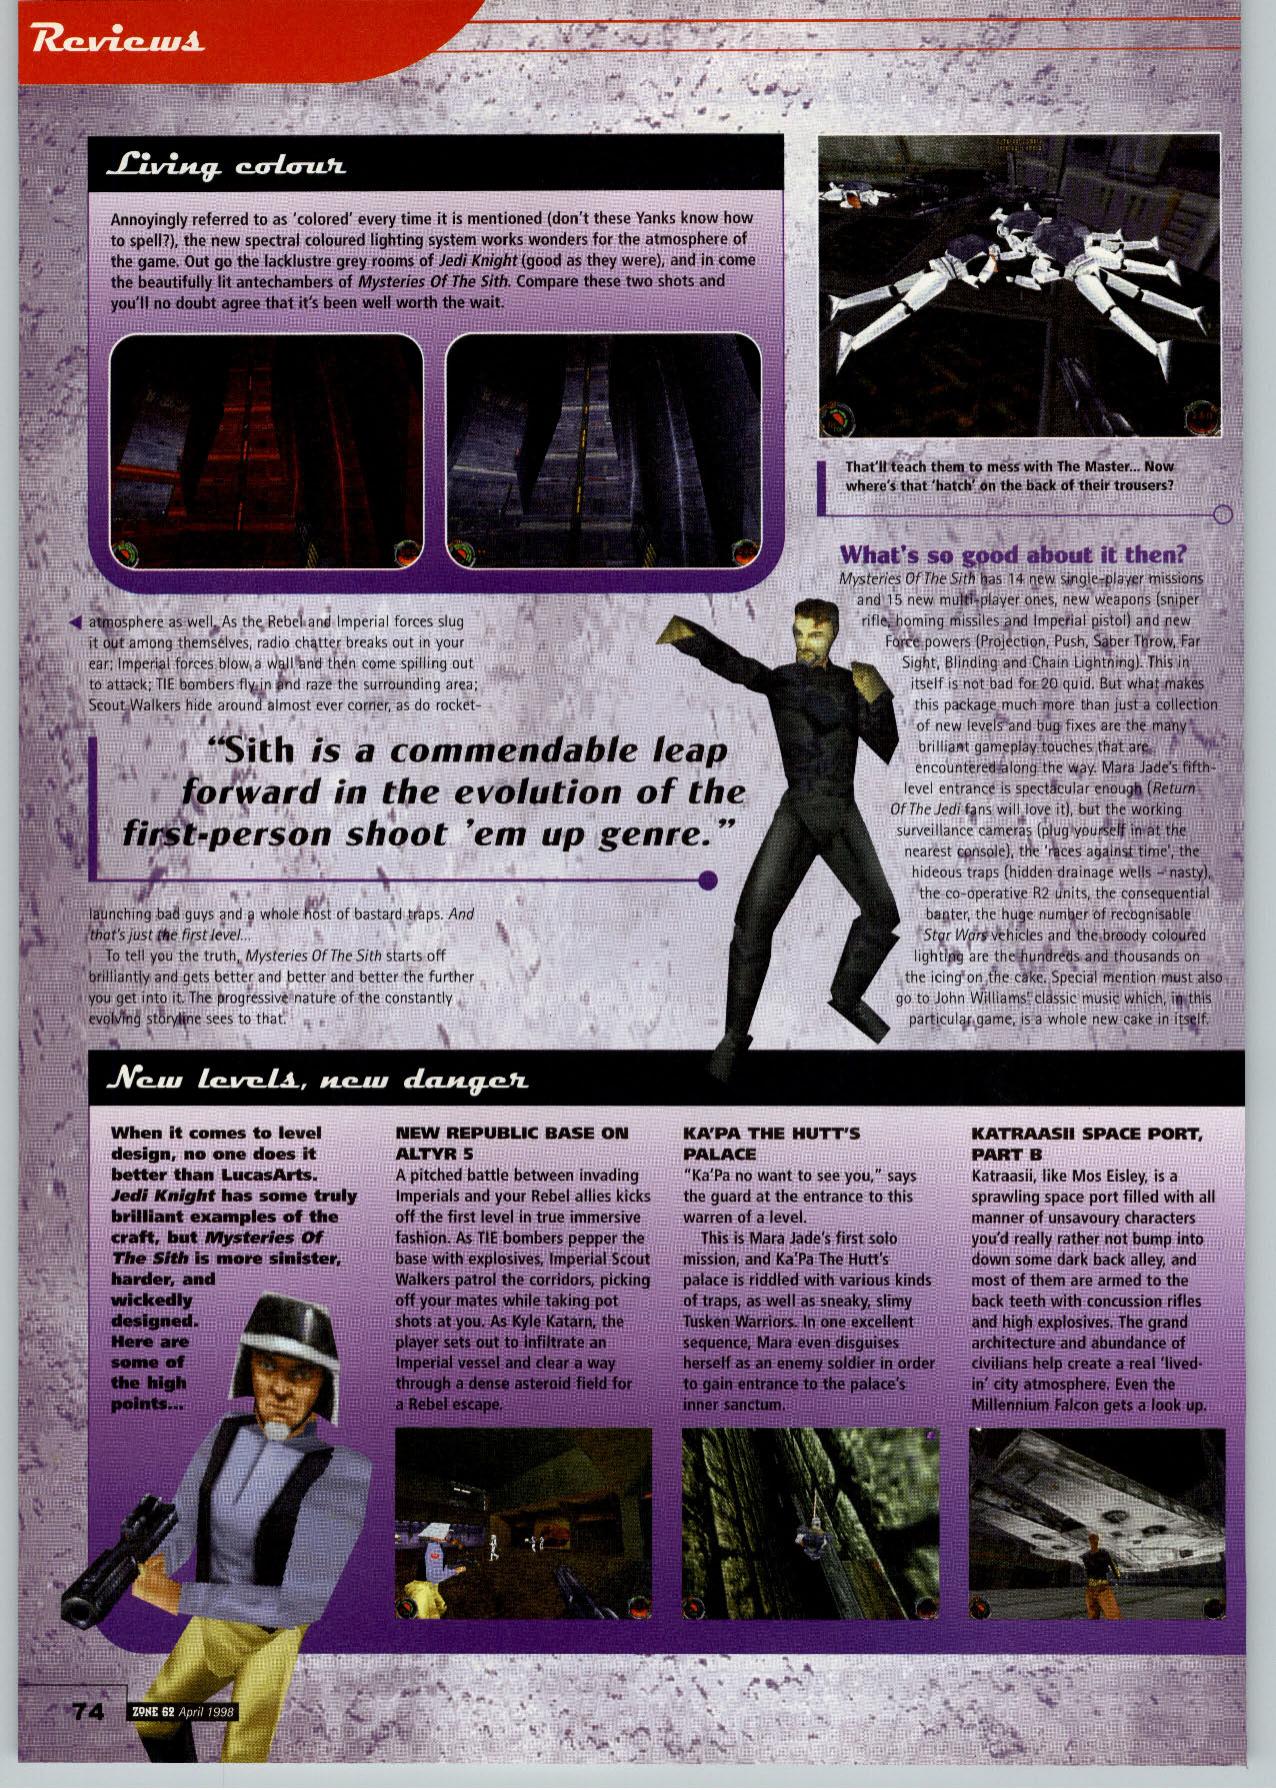 Reviews
Living colour
Annoyingly referred to as 'colored' every time it is mentioned (don't these Yanks know how
to spell?), the new spectral coloured lighting system works wonders for the atmosphere of
the game. Out go the lacklustre grey rooms of Jedi Knight (good as they were), and in come
the beautifully lit antechambers of Mysteries Of The Sith. Compare these two shots and
you'll no doubt agree that it's been well worth the wait.
That'll teach them to mess with The Master... Now
where's that 'hatch' on the back of their trousers?
atmosphere as well. As the Rebel and Imperial forces slug
it out among themselves, radio chatter breaks out in your
ear; Imperial forces blow a wall and then come spilling out
to attack; TIE bombers fly in and raze the surrounding area;
Scout Walkers hide around almost ever corner, as do rocket-
"Sith is a commendable leap
forward in the evolution of the
first-person shoot 'em up genre."
launching bad guys and a whole host of bastard traps. And
that's just the first level...
To tell you the truth, Mysteries Of The Sith starts off
brilliantly and gets better and better and better the further
you get into it. The progressive nature of the constantly
evolving storyline sees to that.
What's so good about it then?
Mysteries Of The Sith has 14 new single-player missions
and 15 new multi-player ones, new weapons (sniper
rifle, homing missiles and Imperial pistol) and new
Force powers (Projection, Push, Saber Throw, Far
Sight, Blinding and Chain Lightning). This in
itself is not bad for 20 quid. But what makes
this package much more than just a collection
of new levels and bug fixes are the many
brilliant gameplay touches that are
encountered along the way. Mara Jade's fifth-
level entrance is spectacular enough (Return
Of The Jedi fans will love it), but the working
surveillance cameras (plug yourself in at the
nearest console), the 'races against time', the
hideous traps (hidden drainage wells – nasty),
the co-operative R2 units, the consequential
banter, the huge number of recognisable
Star Wars vehicles and the broody coloured
lighting are the hundreds and thousands on
the icing on the cake. Special mention must also
go to John Williams' classic music which, in this
particular game, is a whole new cake in itself.
New levels, new danger
When it comes to level
design, no one does it
better than LucasArts.
Jedi Knight has some truly
brilliant examples of the
craft, but Mysteries Of
The Sith is more sinister,
harder, and
wickedly
designed.
Here are
some of
the high
points...
NEW REPUBLIC BASE ON
ALTYR 5
A pitched battle between invading
Imperials and your Rebel allies kicks
off the first level in true immersive
fashion. As TIE bombers pepper the
base with explosives, Imperial Scout
Walkers patrol the corridors, picking
off your mates while taking pot
shots at you. As Kyle Katarn, the
player sets out to infiltrate an
Imperial vessel and clear a way
through a dense asteroid field for
a Rebel escape.
KA'PA THE HUTT'S
PALACE
"Ka'Pa no want to see you," says
the guard at the entrance to this
warren of a level.
This is Mara Jade's first solo
mission, and Ka'Pa The Hutt's
palace is riddled with various kinds
of traps, as well as sneaky, slimy
Tusken Warriors. In one excellent
sequence, Mara even disguises
herself as an enemy soldier in order
to gain entrance to the palace's
inner sanctum.
KATRAASII SPACE PORT,
PART B
Katraasii, like Mos Eisley, is a
sprawling space port filled with all
manner of unsavoury characters
you'd really rather not bump into
down some dark back alley, and
most of them are armed to the
back teeth with concussion rifles
and high explosives. The grand
architecture and abundance of
civilians help create a real 'lived-
in' city atmosphere. Even the
Millennium Falcon gets a look up.
74
ZONE 62 April 1998